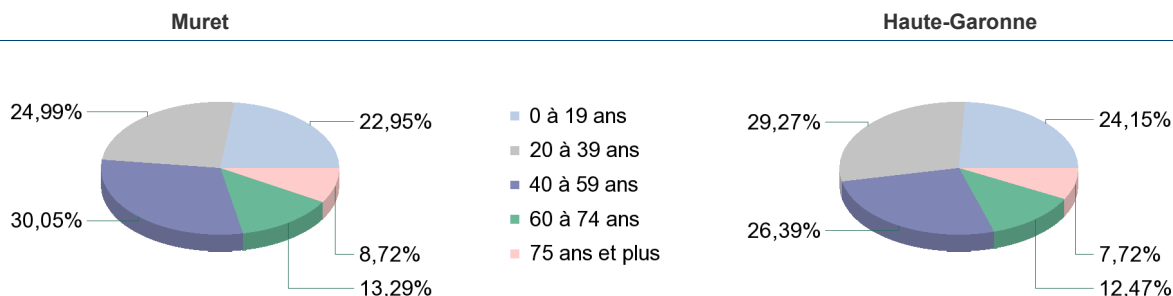 Muret
24,99%
22,95%
30,05%
8,72%
13,29%
0 à 19 ans
20 à 39 ans
40 à 59 ans
60 à 74 ans
75 ans et plus
Haute-Garonne
29,27%
24,15%
26,39%
7,72%
12,47%